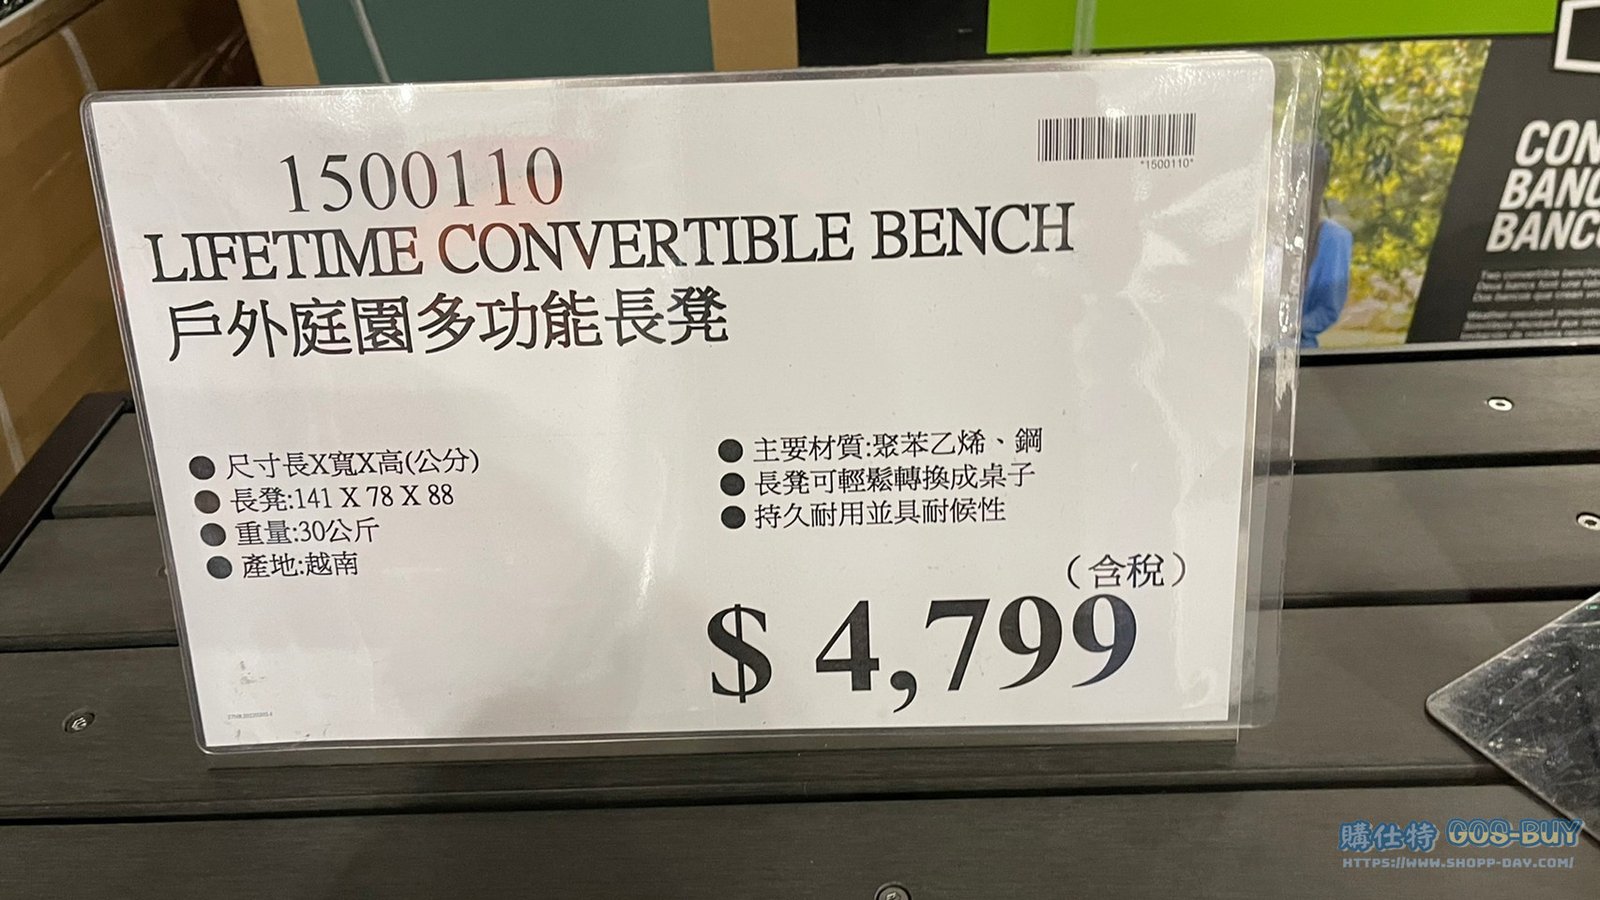 1500110
*1500110*
LIFETIME CONVERTIBLE BENCH
戶外庭園多功能長凳
●尺寸長X寬X高(公分)
●長凳:141 X 78 X 88
●重量:30公斤
●產地:越南
●主要材質:聚苯乙烯、鋼
●長凳可輕鬆轉換成桌子
●持久耐用並具耐候性
(含稅)
$ 4,799
CON
BANC
BANC
購仕特 GOS-BUY
HTTPS://WWW.SHOPP-DAY.COM/